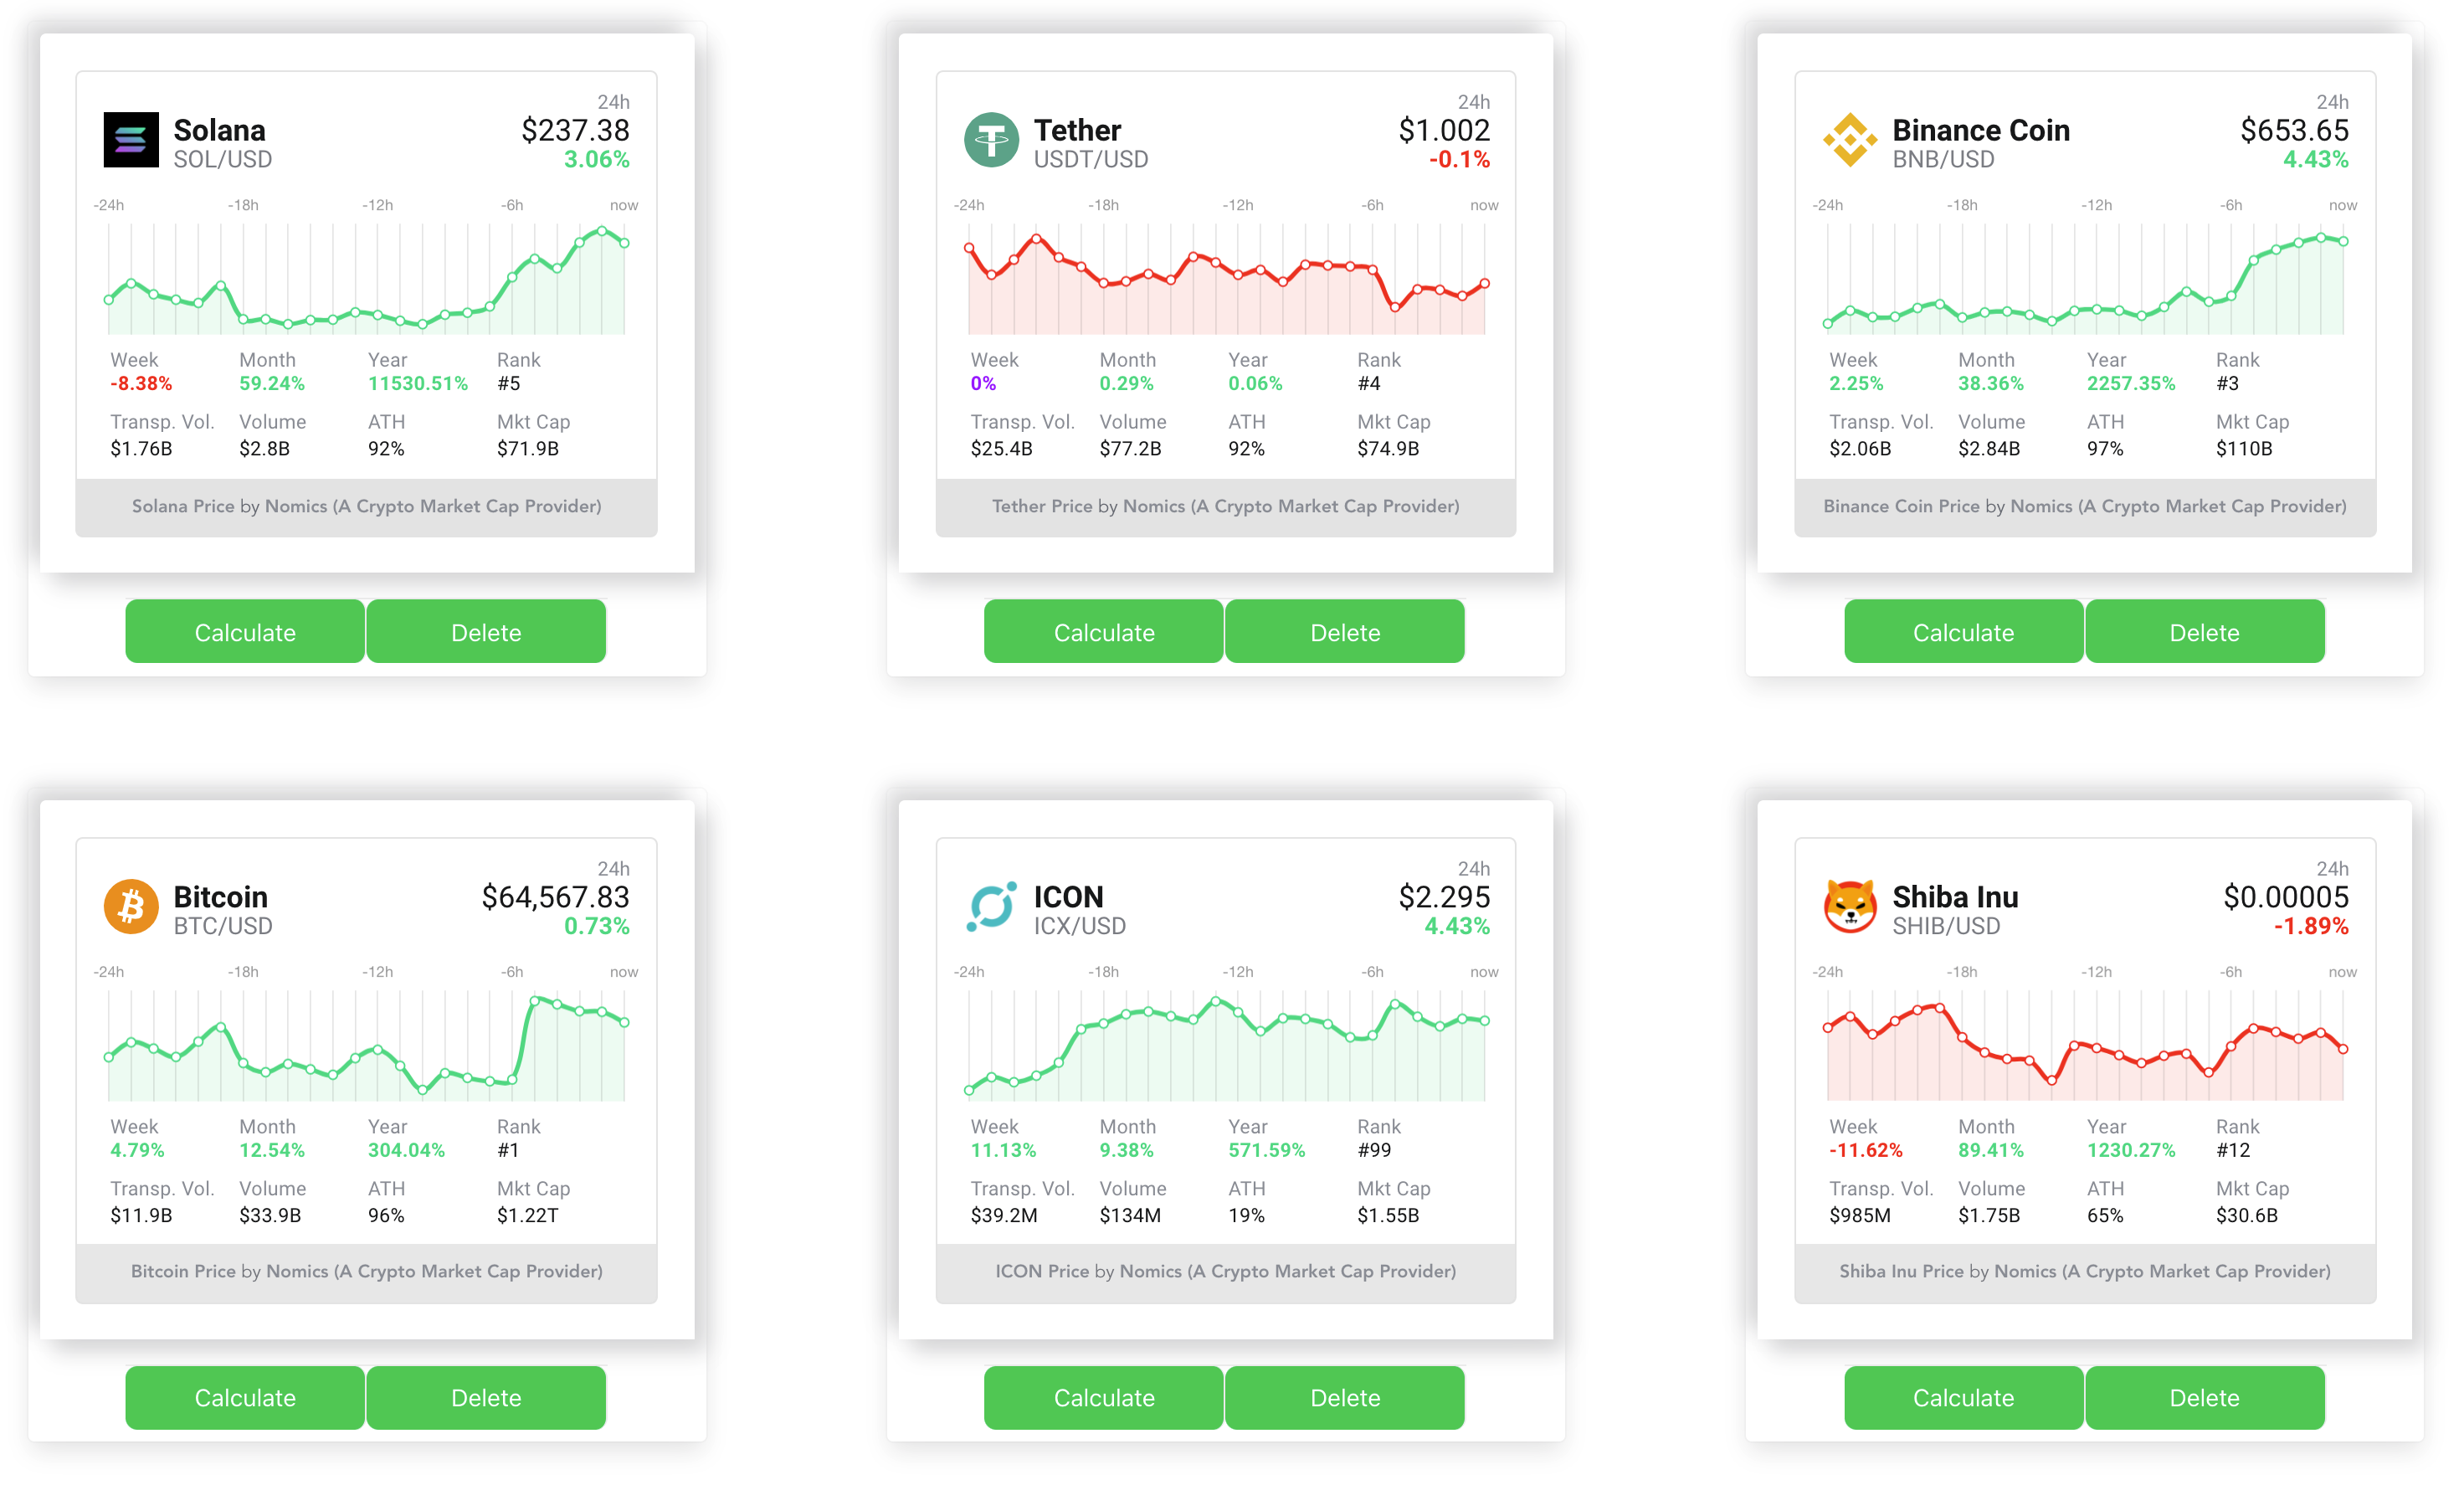 24h
Solana
$237.38
SOL/USD
3.06%
-24h -18h -12h -6h now
Week Month Year Rank
-8.38% 59.24% 11530.51% #5
Transp. Vol. Volume ATH Mkt Cap
$1.76B $2.8B 92% $71.9B
Solana Price by Nomics (A Crypto Market Cap Provider)
Calculate Delete
24h
Tether
$1.002
USDT/USD
-0.1%
-24h -18h -12h -6h now
Week Month Year Rank
0% 0.29% 0.06% #4
Transp. Vol. Volume ATH Mkt Cap
$25.4B $77.2B 92% $74.9B
Tether Price by Nomics (A Crypto Market Cap Provider)
Calculate Delete
24h
Binance Coin
$653.65
BNB/USD
4.43%
-24h -18h -12h -6h now
Week Month Year Rank
2.25% 38.36% 2257.35% #3
Transp. Vol. Volume ATH Mkt Cap
$2.06B $2.84B 97% $110B
Binance Coin Price by Nomics (A Crypto Market Cap Provider)
Calculate Delete
24h
Bitcoin
$64,567.83
BTC/USD
0.73%
-24h -18h -12h -6h now
Week Month Year Rank
4.79% 12.54% 304.04% #1
Transp. Vol. Volume ATH Mkt Cap
$11.9B $33.9B 96% $1.22T
Bitcoin Price by Nomics (A Crypto Market Cap Provider)
Calculate Delete
24h
ICON
$2.295
ICX/USD
4.43%
-24h -18h -12h -6h now
Week Month Year Rank
11.13% 9.38% 571.59% #99
Transp. Vol. Volume ATH Mkt Cap
$39.2M $134M 19% $1.55B
ICON Price by Nomics (A Crypto Market Cap Provider)
Calculate Delete
24h
Shiba Inu
$0.00005
SHIB/USD
-1.89%
-24h -18h -12h -6h now
Week Month Year Rank
-11.62% 89.41% 1230.27% #12
Transp. Vol. Volume ATH Mkt Cap
$985M $1.75B 65% $30.6B
Shiba Inu Price by Nomics (A Crypto Market Cap Provider)
Calculate Delete